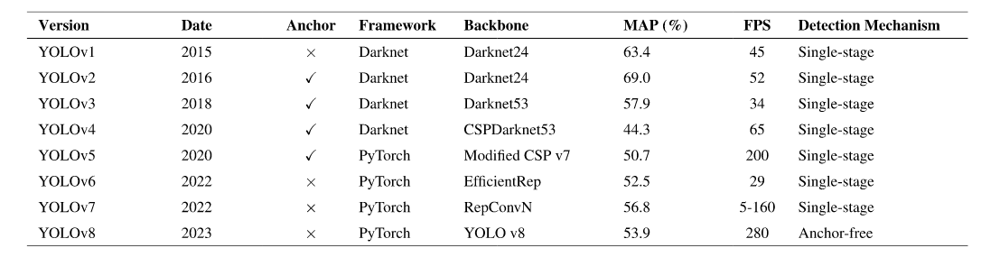 Version Date Anchor Framework Backbone MAP (%) FPS Detection Mechanism
YOLOv1 2015 × Darknet Darknet24 63.4 45 Single-stage
YOLOv2 2016 ✓ Darknet Darknet24 69.0 52 Single-stage
YOLOv3 2018 ✓ Darknet Darknet53 57.9 34 Single-stage
YOLOv4 2020 ✓ Darknet CSPDarknet53 44.3 65 Single-stage
YOLOv5 2020 ✓ PyTorch Modified CSP v7 50.7 200 Single-stage
YOLOv6 2022 × PyTorch EfficientRep 52.5 29 Single-stage
YOLOv7 2022 × PyTorch RepConvN 56.8 5-160 Single-stage
YOLOv8 2023 × PyTorch YOLO v8 53.9 280 Anchor-free